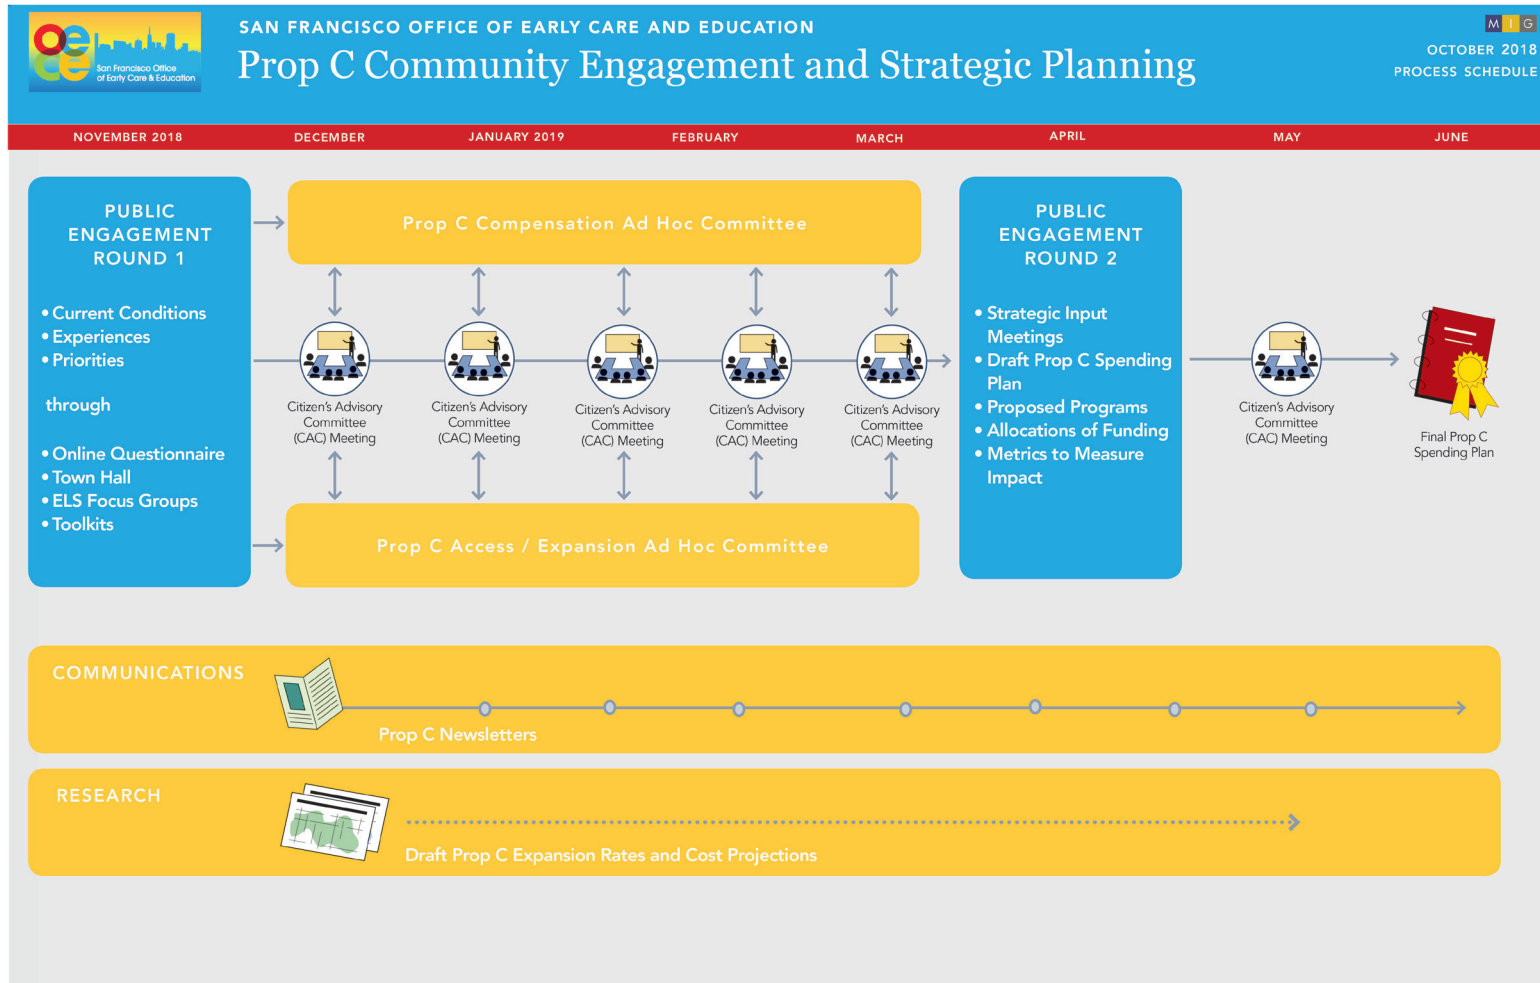 oece
San Francisco Office
of Early Care & Education
SAN FRANCISCO OFFICE OF EARLY CARE AND EDUCATION
Prop C Community Engagement and Strategic Planning
M I G
OCTOBER 2018
PROCESS SCHEDULE
NOVEMBER 2018
DECEMBER
JANUARY 2019
FEBRUARY
MARCH
APRIL
MAY
JUNE
PUBLIC
ENGAGEMENT
ROUND 1
• Current Conditions
• Experiences
• Priorities
through
• Online Questionnaire
• Town Hall
• ELS Focus Groups
• Toolkits
Prop C Compensation Ad Hoc Committee
Citizen's Advisory
Committee
(CAC) Meeting
Citizen's Advisory
Committee
(CAC) Meeting
Citizen's Advisory
Committee
(CAC) Meeting
Citizen's Advisory
Committee
(CAC) Meeting
Citizen's Advisory
Committee
(CAC) Meeting
Prop C Access / Expansion Ad Hoc Committee
PUBLIC
ENGAGEMENT
ROUND 2
• Strategic Input
Meetings
• Draft Prop C Spending
Plan
• Proposed Programs
• Allocations of Funding
• Metrics to Measure
Impact
Citizen's Advisory
Committee
(CAC) Meeting
Final Prop C
Spending Plan
COMMUNICATIONS
Prop C Newsletters
RESEARCH
Draft Prop C Expansion Rates and Cost Projections